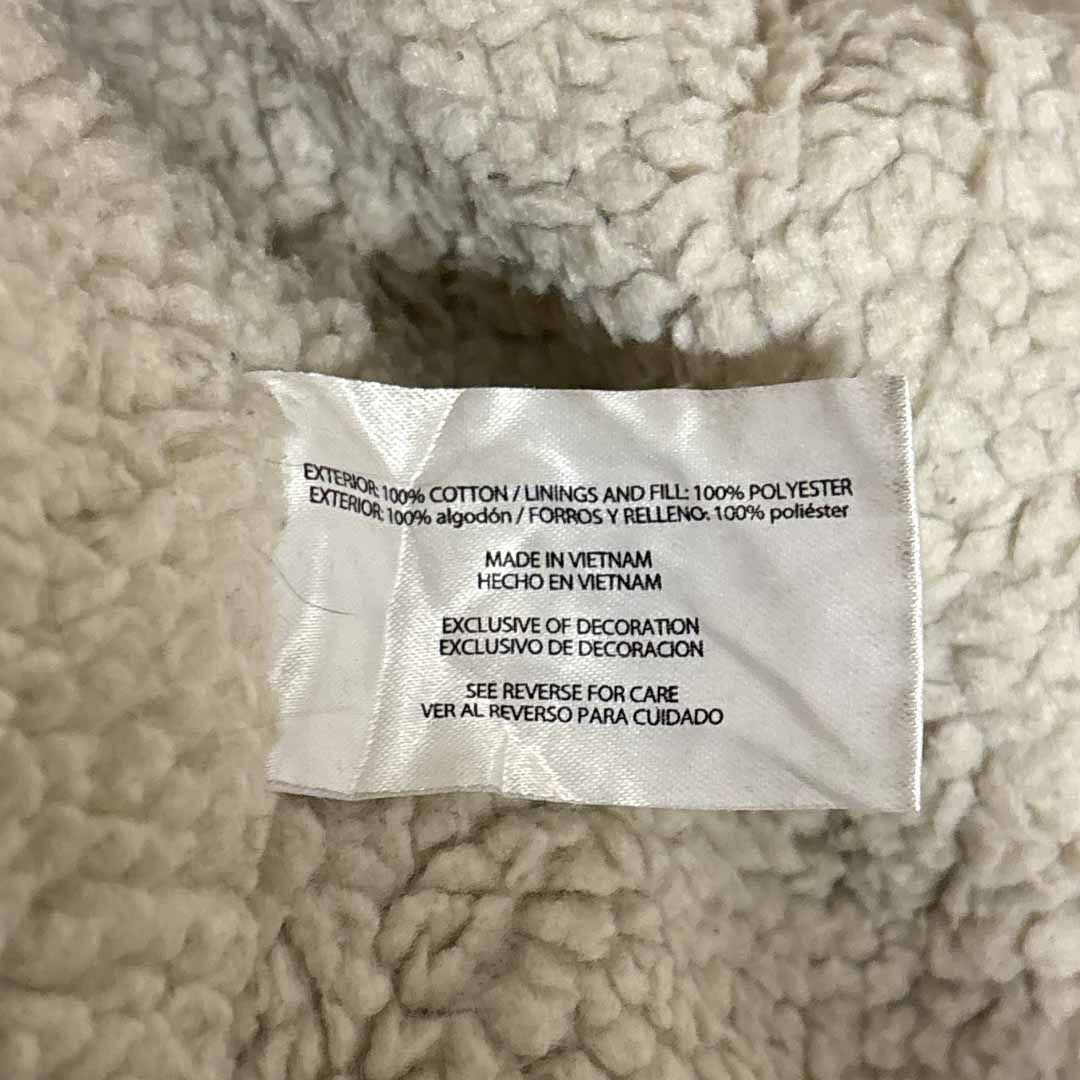 EXTERIOR: 100% COTTON / LININGS AND FILL: 100% POLYESTER
EXTERIOR: 100% algodón / FORROS Y RELLENO: 100% poliéster
MADE IN VIETNAM
HECHO EN VIETNAM
EXCLUSIVE OF DECORATION
EXCLUSIVO DE DECORACION
SEE REVERSE FOR CARE
VER AL REVERSO PARA CUIDADO